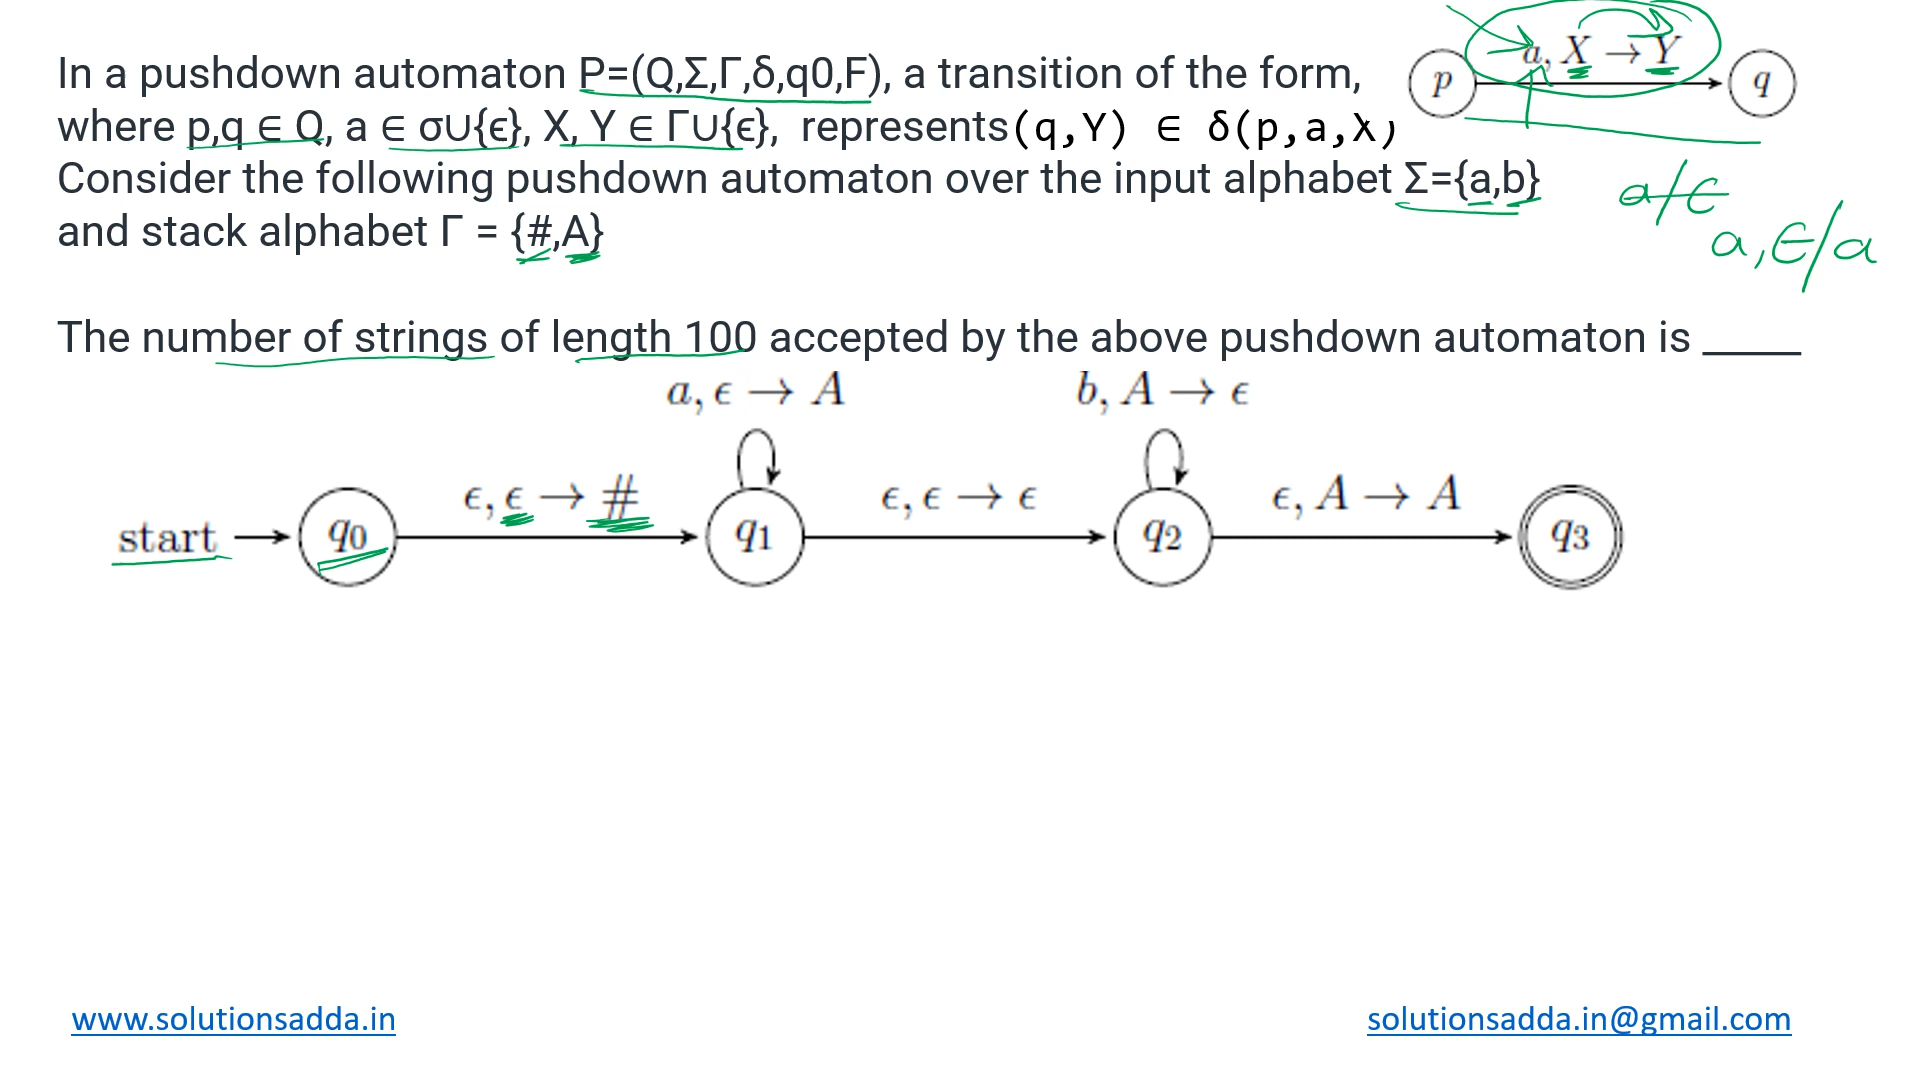 In a pushdown automaton P=(Q,Σ,Γ,δ,q0,F), a transition of the form,
a, X → Y
p
q
where p,q ∈ Q, a ∈ σ∪{ϵ}, X, Y ∈ Γ∪{ϵ}, represents (q,Y) ∈ δ(p,a,X)
Consider the following pushdown automaton over the input alphabet Σ={a,b}
a/ϵ
and stack alphabet Γ = {#,A}
a,ϵ/a
The number of strings of length 100 accepted by the above pushdown automaton is _____
a, ϵ → A
b, A → ϵ
ϵ, ϵ → #
ϵ, ϵ → ϵ
ϵ, A → A
start
q0
q1
q2
q3
www.solutionsadda.in
solutionsadda.in@gmail.com